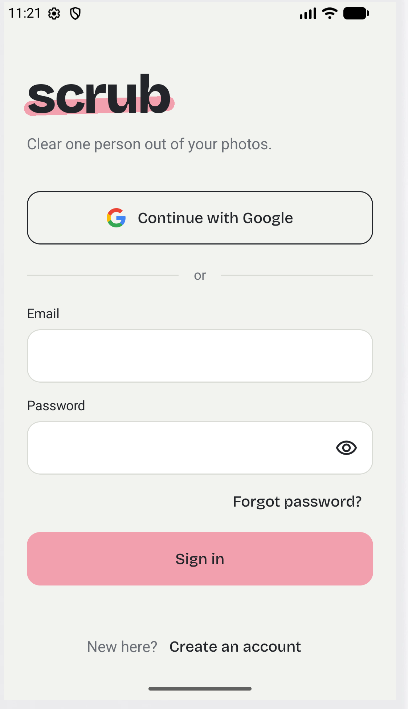 11:21
scrub
Clear one person out of your photos.
Continue with Google
or
Email
Password
Forgot password?
Sign in
New here? Create an account